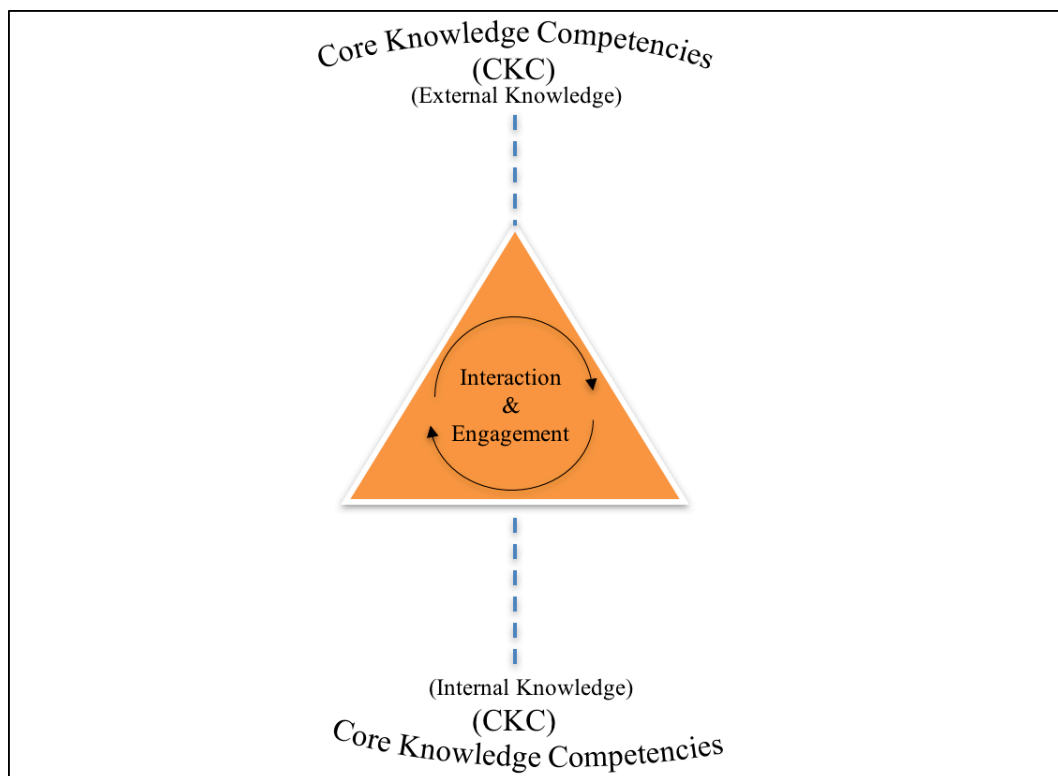 Core Knowledge Competencies
(CKC)
(External Knowledge)
Interaction
&
Engagement
(Internal Knowledge)
(CKC)
Core Knowledge Competencies